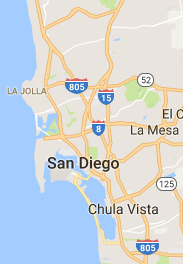 52
805
LA JOLLA
15
El C
8
La Mesa
San Diego
125
Chula Vista
805